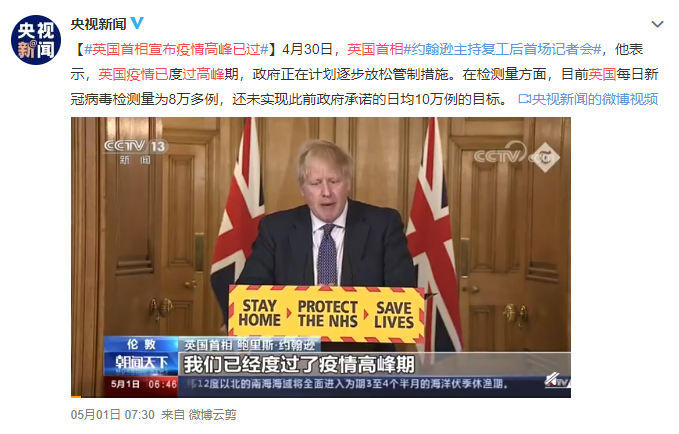 央视新闻
央视
新闻
【#英国首相宣布疫情高峰已过#】4月30日，英国首相#约翰逊主持复工后首场记者会#，他表
示，英国疫情已度过高峰期，政府正在计划逐步放松管制措施。在检测量方面，目前英国每日新
冠病毒检测量为8万多例，还未实现此前政府承诺的日均10万例的目标。 央视新闻的微博视频
CCTV 13
新闻
CCTV
STAY HOME
PROTECT THE NHS
SAVE LIVES
伦敦
英国首相 鲍里斯·约翰逊
朝闻天下
我们已经度过了疫情高峰期
5月1日 06:46
12度以北的南海海域将全面进入为期3至4个半月的海洋伏季休渔期。
05月01日 07:30 来自 微博云剪